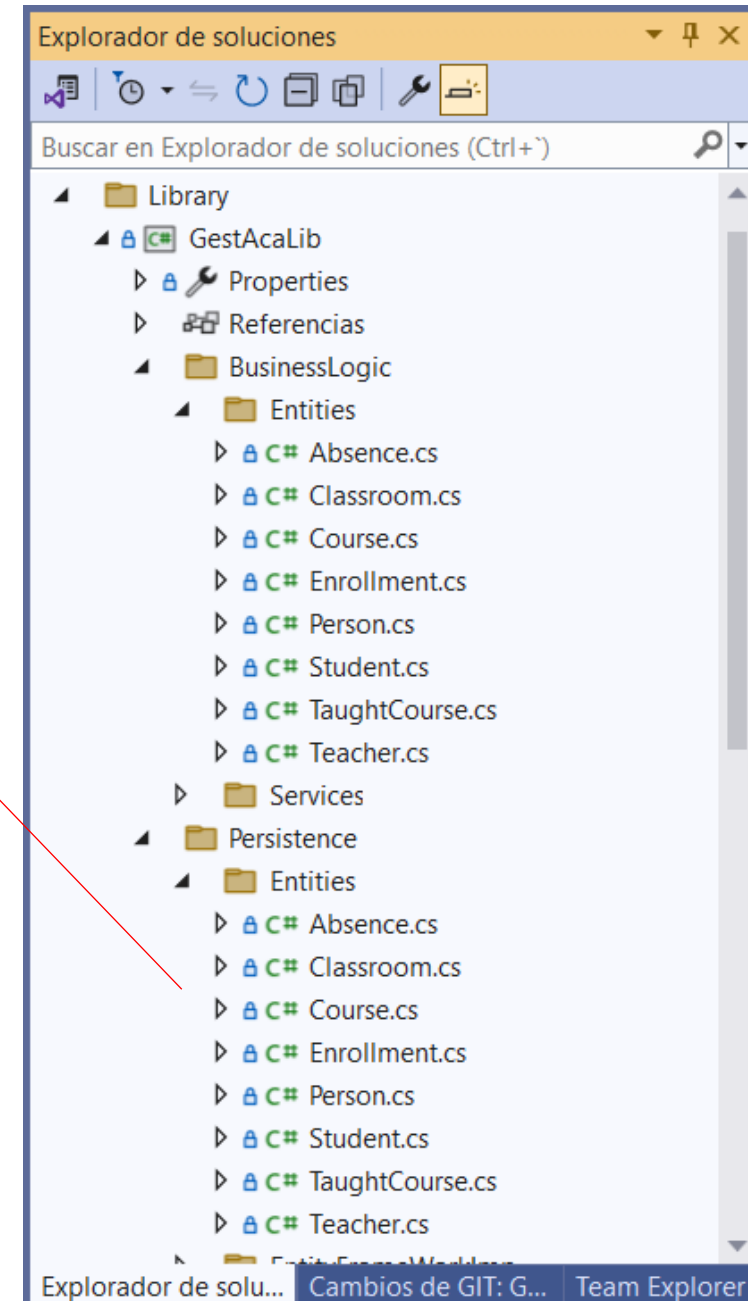 Explorador de soluciones
Buscar en Explorador de soluciones (Ctrl+`)
Library
C# GestAcaLib
Properties
Referencias
BusinessLogic
Entities
C# Absence.cs
C# Classroom.cs
C# Course.cs
C# Enrollment.cs
C# Person.cs
C# Student.cs
C# TaughtCourse.cs
C# Teacher.cs
Services
Persistence
Entities
C# Absence.cs
C# Classroom.cs
C# Course.cs
C# Enrollment.cs
C# Person.cs
C# Student.cs
C# TaughtCourse.cs
C# Teacher.cs
Explorador de solu... Cambios de GIT: G... Team Explorer